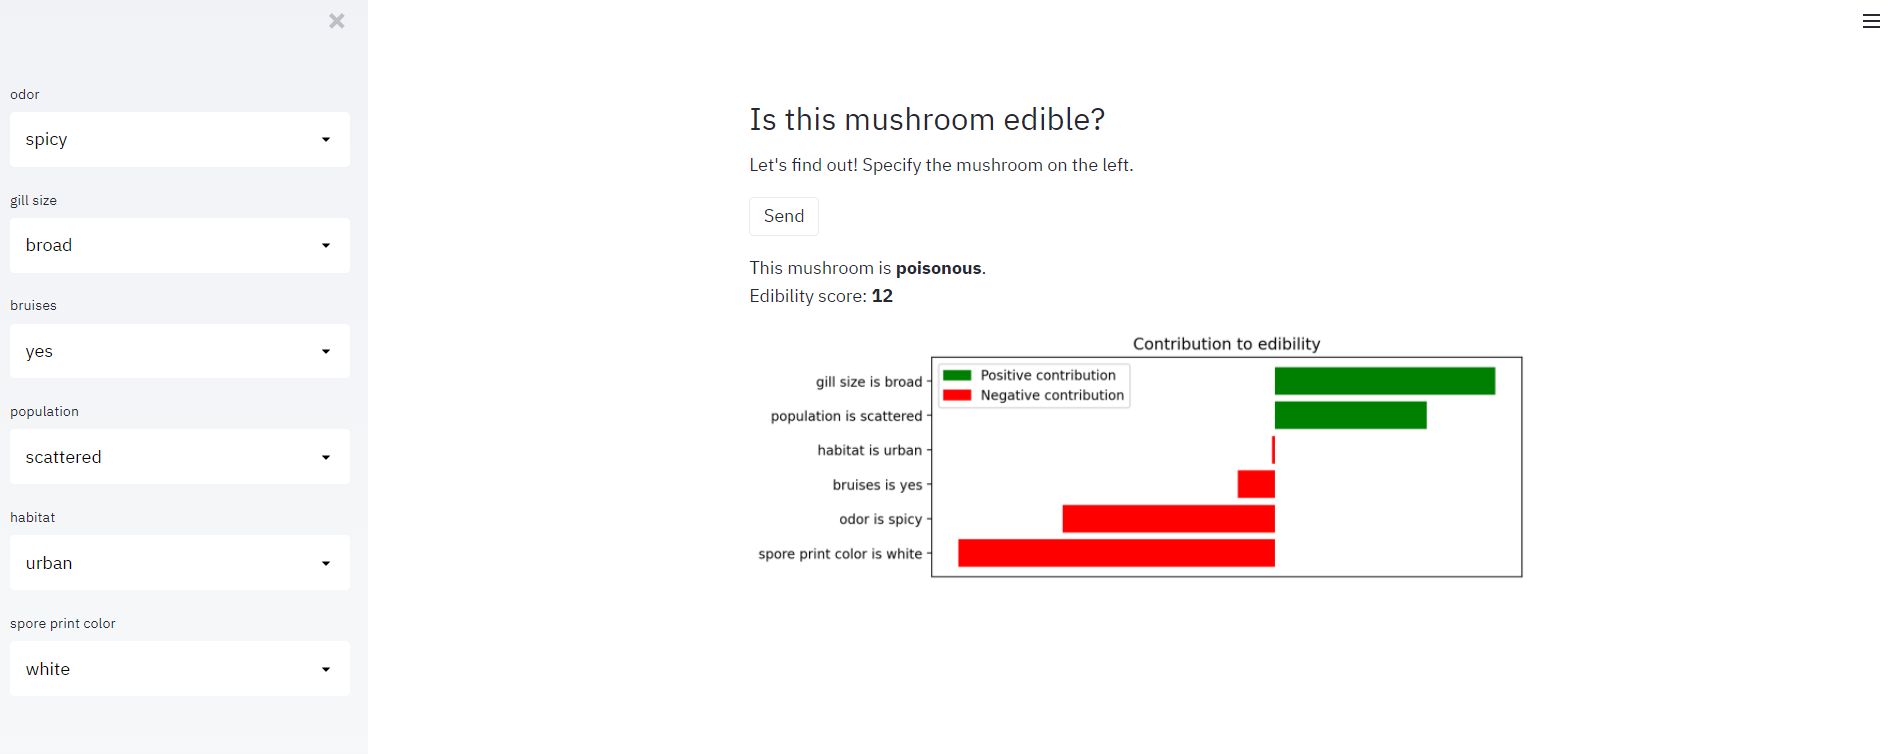 odor
spicy
gill size
broad
bruises
yes
population
scattered
habitat
urban
spore print color
white
Is this mushroom edible?
Let's find out! Specify the mushroom on the left.
Send
This mushroom is poisonous.
Edibility score: 12
Contribution to edibility
Positive contribution
Negative contribution
gill size is broad
population is scattered
habitat is urban
bruises is yes
odor is spicy
spore print color is white